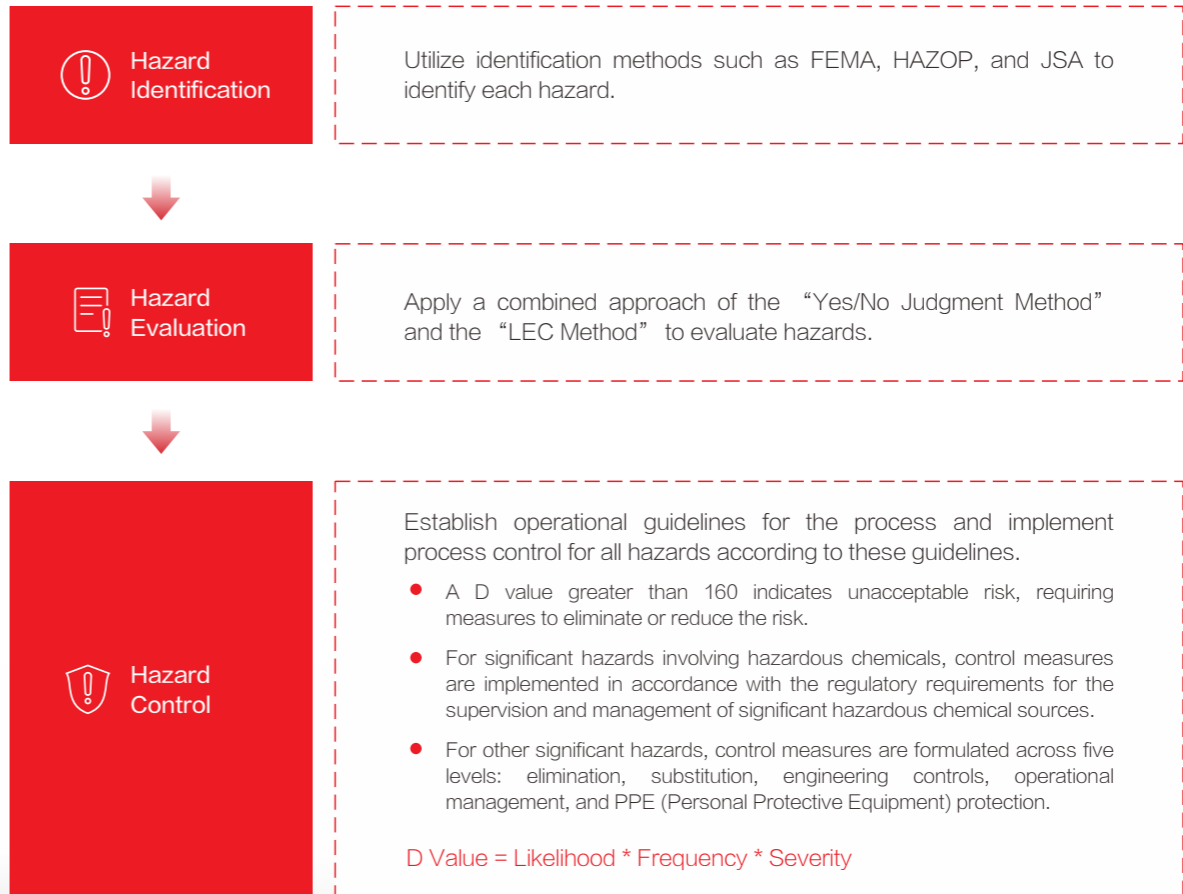 Hazard
Identification
Utilize identification methods such as FEMA, HAZOP, and JSA to
identify each hazard.
Hazard
Evaluation
Apply a combined approach of the “Yes/No Judgment Method”
and the “LEC Method” to evaluate hazards.
Hazard
Control
Establish operational guidelines for the process and implement
process control for all hazards according to these guidelines.
● A D value greater than 160 indicates unacceptable risk, requiring
measures to eliminate or reduce the risk.
● For significant hazards involving hazardous chemicals, control measures
are implemented in accordance with the regulatory requirements for the
supervision and management of significant hazardous chemical sources.
● For other significant hazards, control measures are formulated across five
levels: elimination, substitution, engineering controls, operational
management, and PPE (Personal Protective Equipment) protection.
D Value = Likelihood * Frequency * Severity